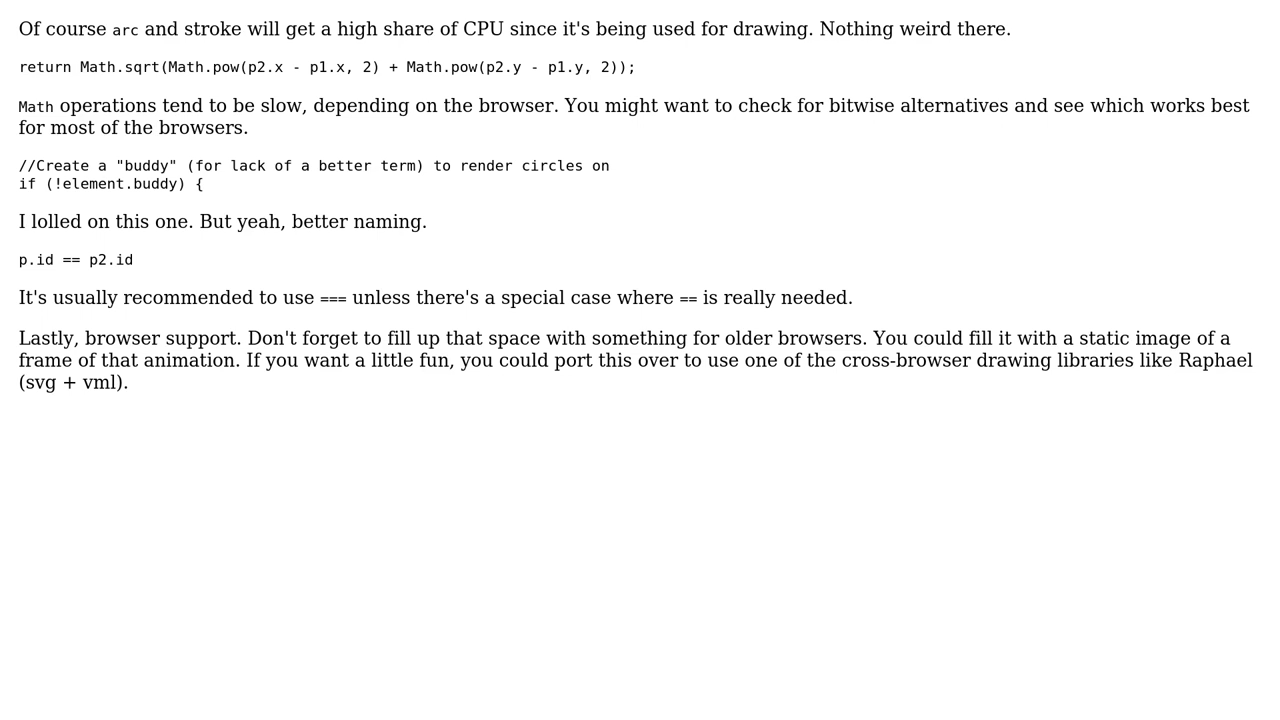 Of course arc and stroke will get a high share of CPU since it's being used for drawing. Nothing weird there.
return Math.sqrt(Math.pow(p2.x - p1.x, 2) + Math.pow(p2.y - p1.y, 2));
Math operations tend to be slow, depending on the browser. You might want to check for bitwise alternatives and see which works best
for most of the browsers.
//Create a "buddy" (for lack of a better term) to render circles on
if (!element.buddy) {
I lolled on this one. But yeah, better naming.
p.id == p2.id
It's usually recommended to use === unless there's a special case where == is really needed.
Lastly, browser support. Don't forget to fill up that space with something for older browsers. You could fill it with a static image of a
frame of that animation. If you want a little fun, you could port this over to use one of the cross-browser drawing libraries like Raphael
(svg + vml).